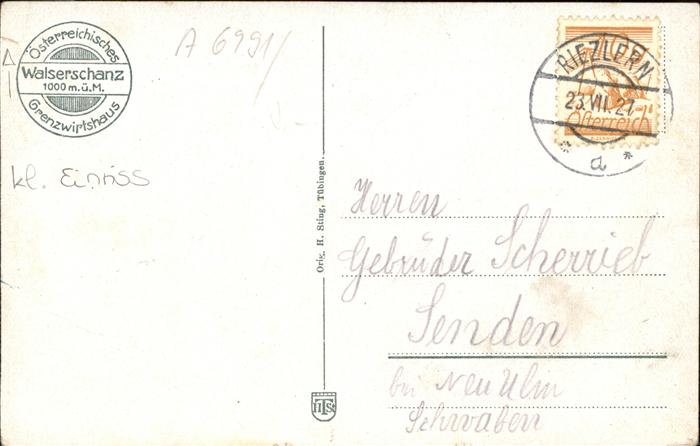 Österreichisches
Walserschanz
1000 m.ü.M.
Grenzwirtshaus
A 6991/
kl. Einriss
Orig. H. Sting, Tübingen.
HTSt
RIEZLERN
23.VII.27
Österreich
a
Herren
Gebrüder Scherrieb
Senden
bei Neu Ulm
Schwaben